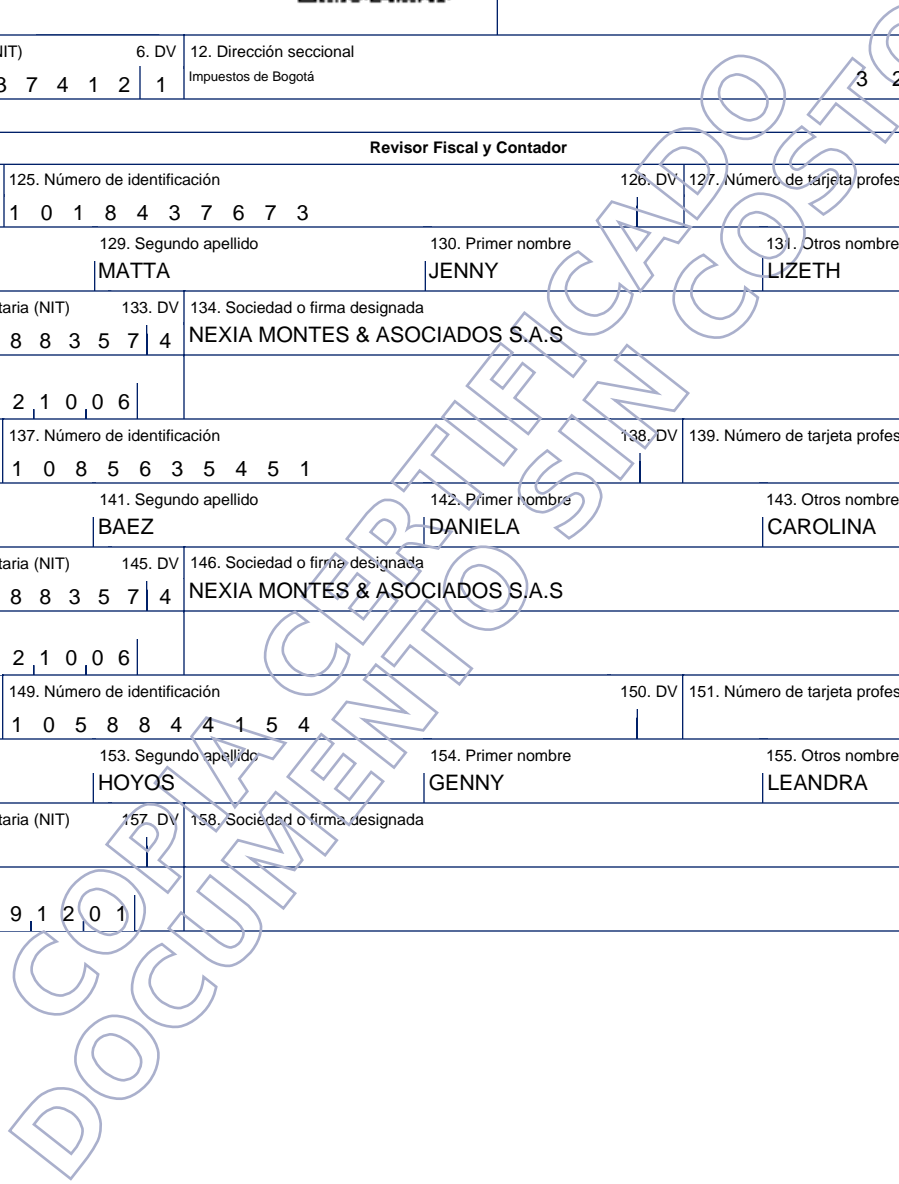 NIT) 6. DV 12. Dirección seccional
3 7 4 1 2 1 Impuestos de Bogotá 3 2
Revisor Fiscal y Contador
125. Número de identificación 126. DV 127. Número de tarjeta profes
1 0 1 8 4 3 7 6 7 3
129. Segundo apellido 130. Primer nombre 131. Otros nombre
MATTA JENNY LIZETH
taria (NIT) 133. DV 134. Sociedad o firma designada
8 8 3 5 7 4 NEXIA MONTES & ASOCIADOS S.A.S
2 1 0 0 6
137. Número de identificación 138. DV 139. Número de tarjeta profes
1 0 8 5 6 3 5 4 5 1
141. Segundo apellido 142. Primer nombre 143. Otros nombre
BAEZ DANIELA CAROLINA
taria (NIT) 145. DV 146. Sociedad o firma designada
8 8 3 5 7 4 NEXIA MONTES & ASOCIADOS S.A.S
2 1 0 0 6
149. Número de identificación 150. DV 151. Número de tarjeta profes
1 0 5 8 8 4 4 1 5 4
153. Segundo apellido 154. Primer nombre 155. Otros nombre
HOYOS GENNY LEANDRA
taria (NIT) 157. DV 158. Sociedad o firma designada
9 1 2 0 1
COPIA CERTIFICADO
DOCUMENTO SIN COSTO